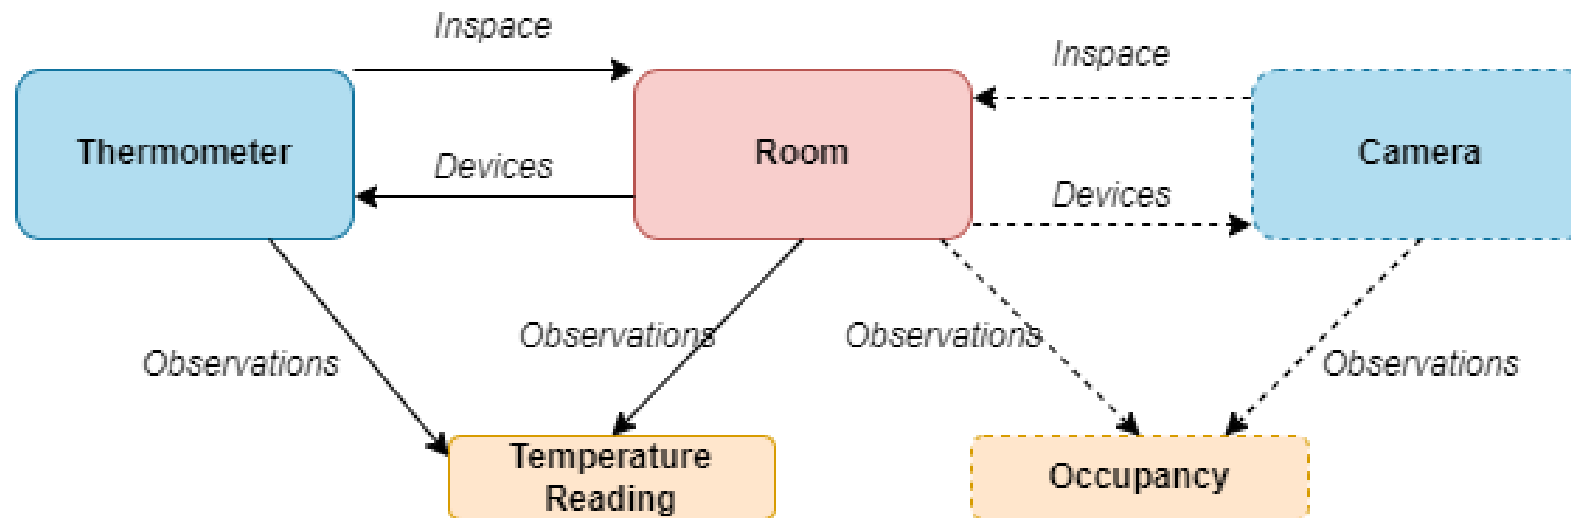 Inspace
Inspace
Thermometer
Room
Camera
Devices
Devices
Observations
Observations
Observations
Observations
Temperature
Reading
Occupancy